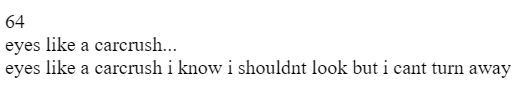 64
eyes like a carcrush...
eyes like a carcrush i know i shouldnt look but i cant turn away